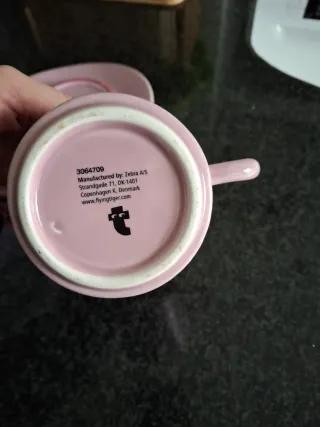 3064709
Manufactured by: Zebra A/S
Strandgade 71, DK-1401
Copenhagen K, Denmark
www.flyingtiger.com